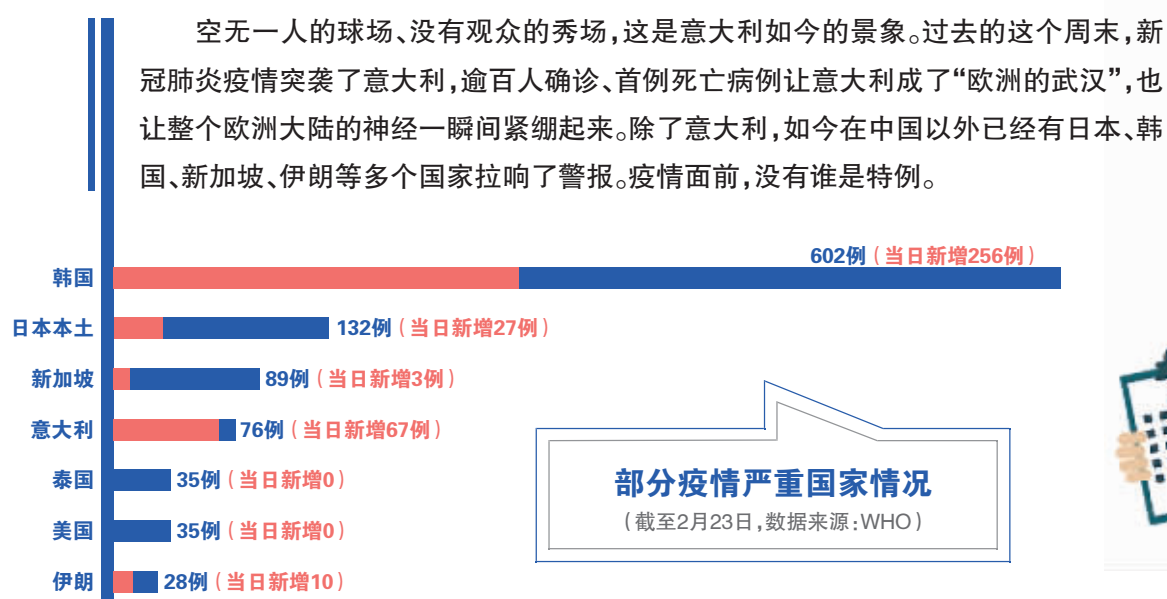 空无一人的球场、没有观众的秀场,这是意大利如今的景象。过去的这个周末,新
冠肺炎疫情突袭了意大利,逾百人确诊、首例死亡病例让意大利成了“欧洲的武汉”,也
让整个欧洲大陆的神经一瞬间紧绷起来。除了意大利,如今在中国以外已经有日本、韩
国、新加坡、伊朗等多个国家拉响了警报。疫情面前,没有谁是特例。
602例(当日新增256例)
韩国
日本本土 132例(当日新增27例)
新加坡 89例(当日新增3例)
意大利 76例(当日新增67例)
泰国 35例(当日新增0)
美国 35例(当日新增0)
伊朗 28例(当日新增10)
部分疫情严重国家情况
(截至2月23日,数据来源:WHO)